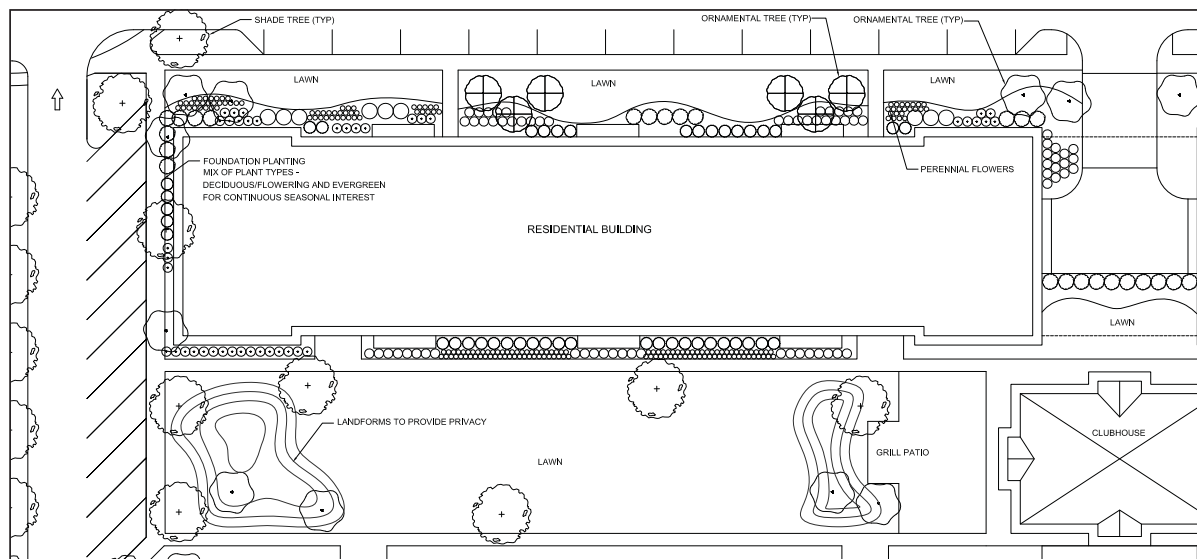 SHADE TREE (TYP)
ORNAMENTAL TREE (TYP)
ORNAMENTAL TREE (TYP)
LAWN
LAWN
LAWN
FOUNDATION PLANTING
MIX OF PLANT TYPES -
DECIDUOUS/FLOWERING AND EVERGREEN
FOR CONTINUOUS SEASONAL INTEREST
PERENNIAL FLOWERS
RESIDENTIAL BUILDING
LAWN
LANDFORMS TO PROVIDE PRIVACY
CLUBHOUSE
GRILL PATIO
LAWN